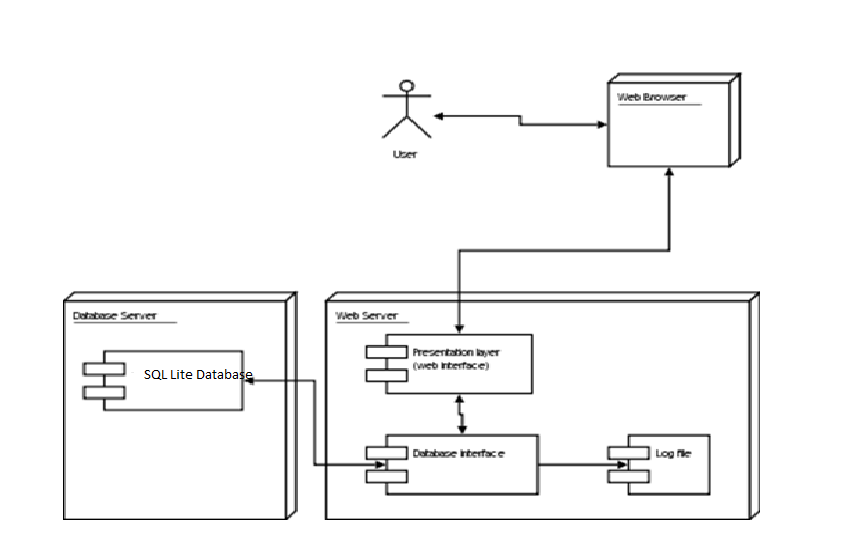 Web Browser
User
Database Server
Web Server
SQL Lite Database
Presentation layer
(web interface)
Database interface
Log file